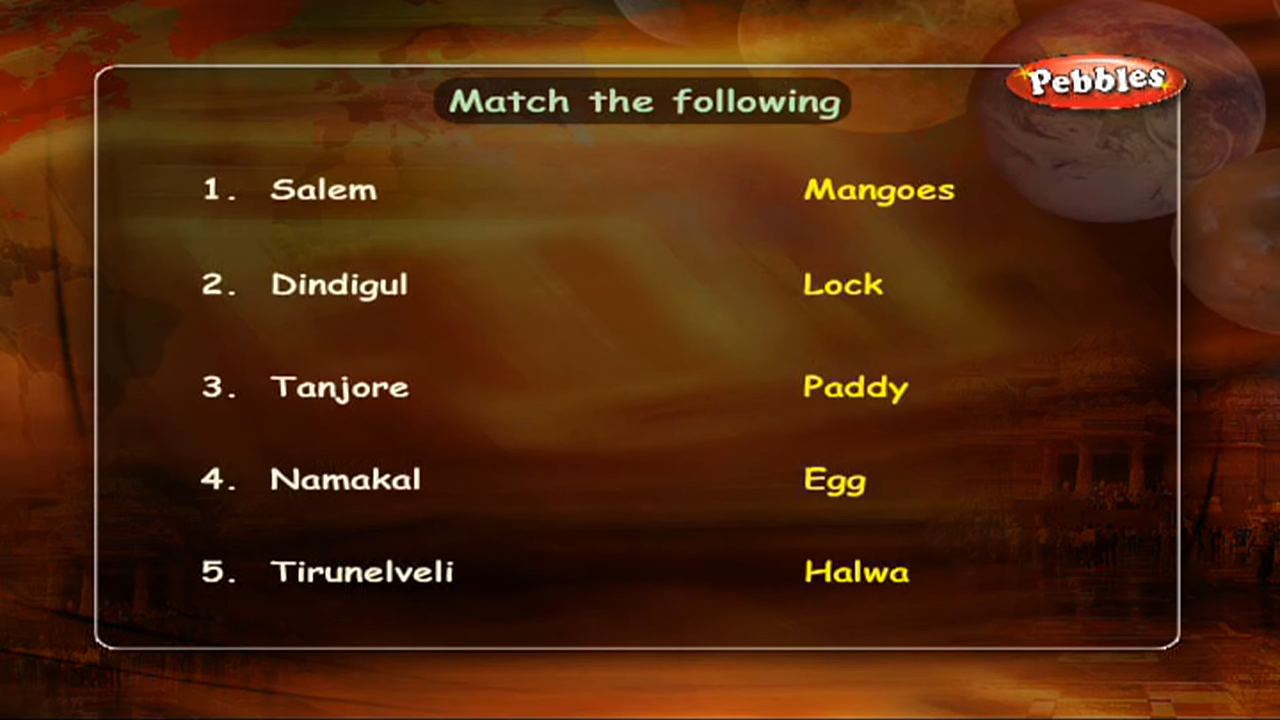 Pebbles
Match the following
1. Salem Mangoes
2. Dindigul Lock
3. Tanjore Paddy
4. Namakal Egg
5. Tirunelveli Halwa